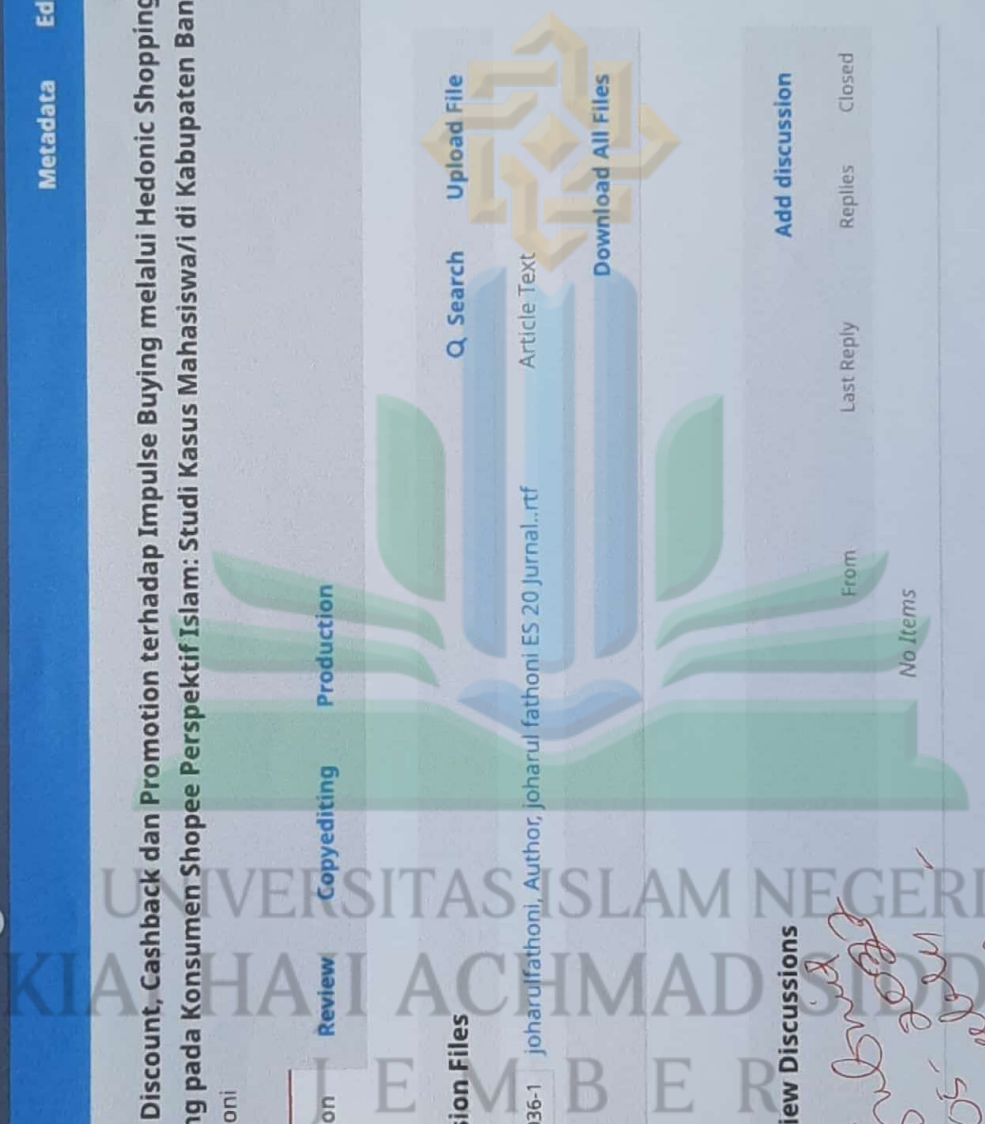 Metadata Ed
Discount, Cashback dan Promotion terhadap Impulse Buying melalui Hedonic Shopping
ng pada Konsumen Shopee Perspektif Islam: Studi Kasus Mahasiswa/i di Kabupaten Ban
oni
on Review Copyediting Production
sion Files
Search Upload File
036-1 joharulfathoni, Author, joharul fathoni ES 20 Jurnal..rtf Article Text
Download All Files
iew Discussions
Add discussion
From Last Reply Replies Closed
No Items
UNIVERSITAS ISLAM NEGERI
KIAI HAJI ACHMAD SIDD
JEMBER